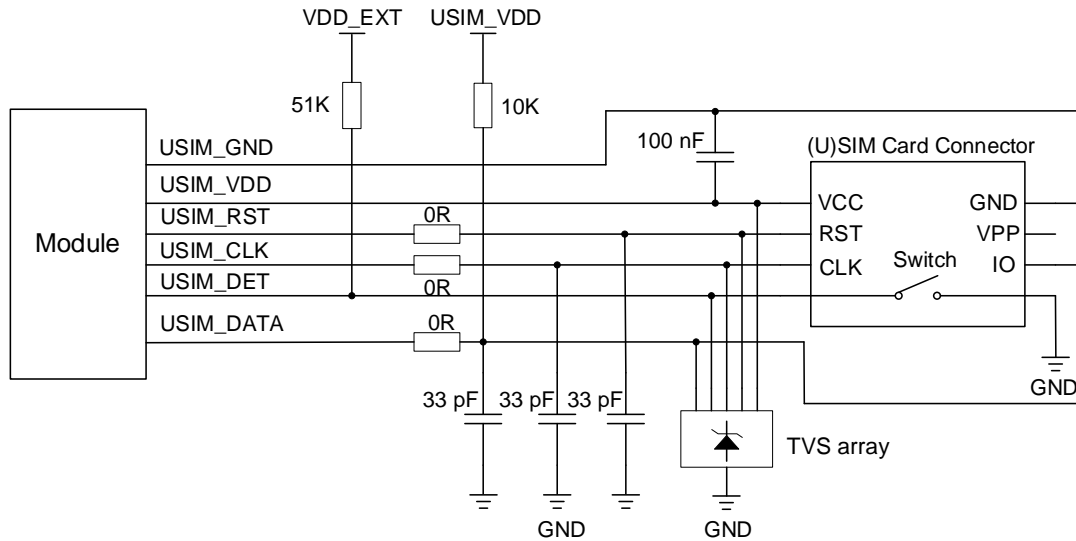 VDD_EXT USIM_VDD
51K 10K
100 nF (U)SIM Card Connector
USIM_GND
USIM_VDD VCC GND
USIM_RST 0R RST VPP
Module
USIM_CLK CLK Switch IO
USIM_DET 0R
USIM_DATA 0R
GND
33 pF 33 pF 33 pF
TVS array
GND GND